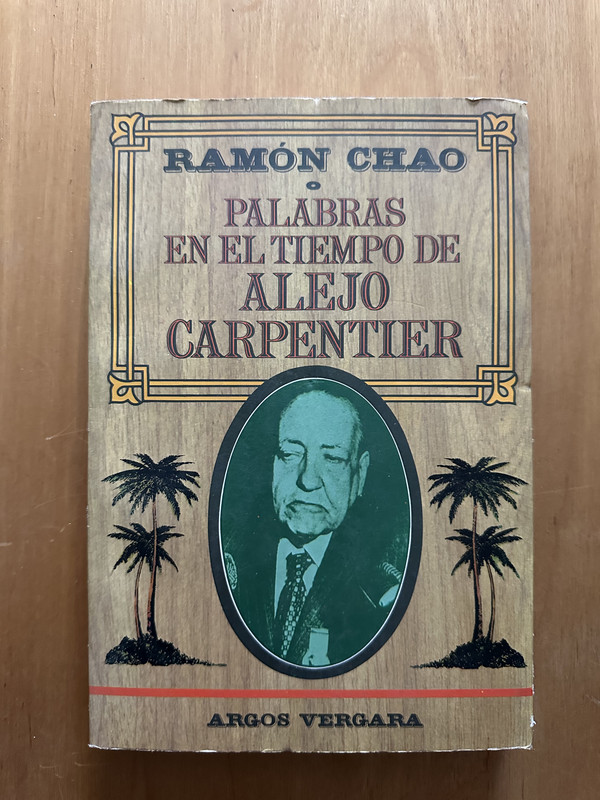 RAMÓN CHAO
PALABRAS
EN EL TIEMPO DE
ALEJO
CARPENTIER
ARGOS VERGARA